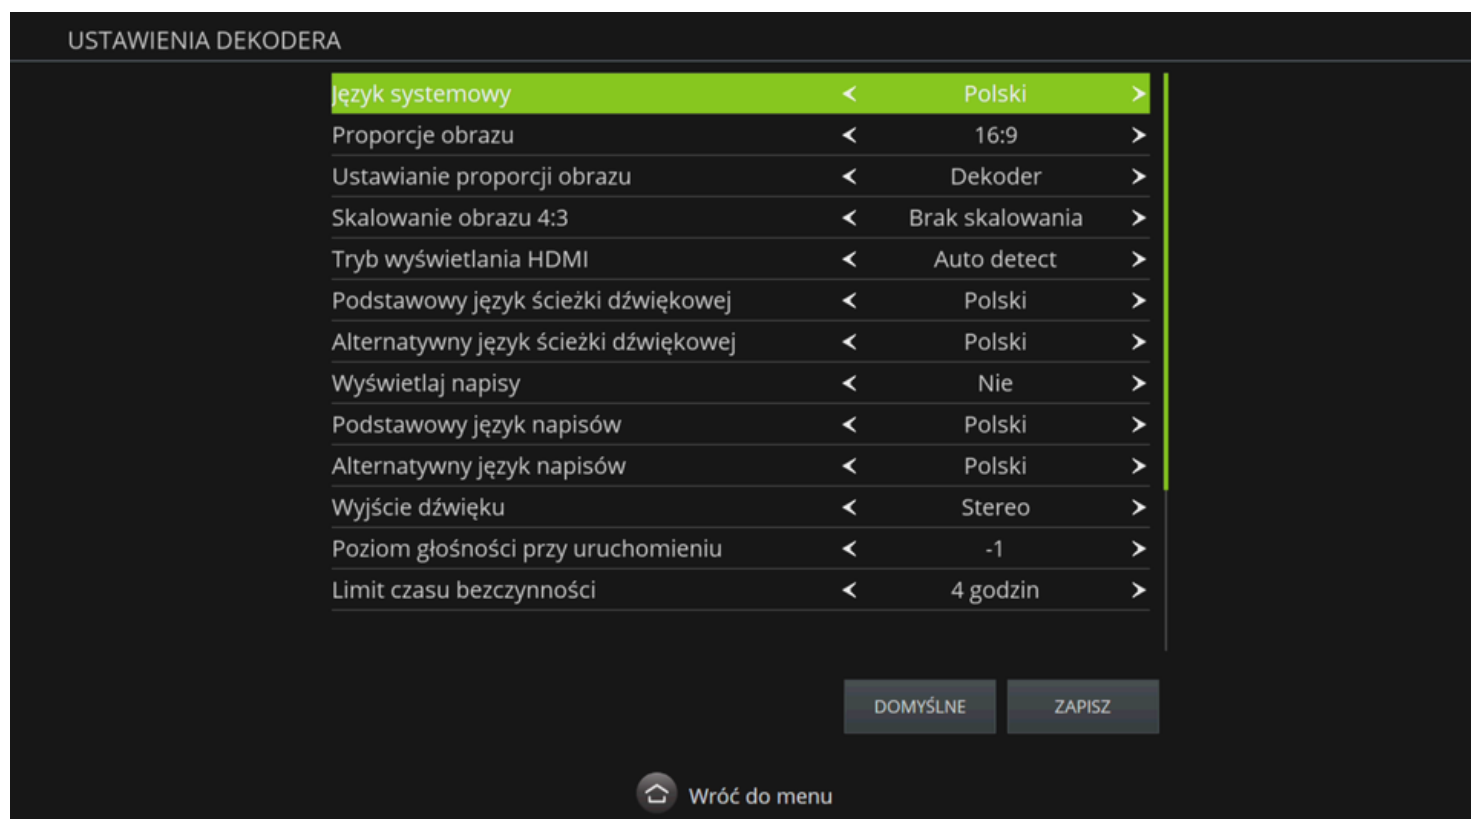 USTAWIENIA DEKODERA
Język systemowy < Polski >
Proporcje obrazu < 16:9 >
Ustawianie proporcji obrazu < Dekoder >
Skalowanie obrazu 4:3 < Brak skalowania >
Tryb wyświetlania HDMI < Auto detect >
Podstawowy język ścieżki dźwiękowej < Polski >
Alternatywny język ścieżki dźwiękowej < Polski >
Wyświetlaj napisy < Nie >
Podstawowy język napisów < Polski >
Alternatywny język napisów < Polski >
Wyjście dźwięku < Stereo >
Poziom głośności przy uruchomieniu < -1 >
Limit czasu bezczynności < 4 godzin >
DOMYŚLNE ZAPISZ
Wróć do menu